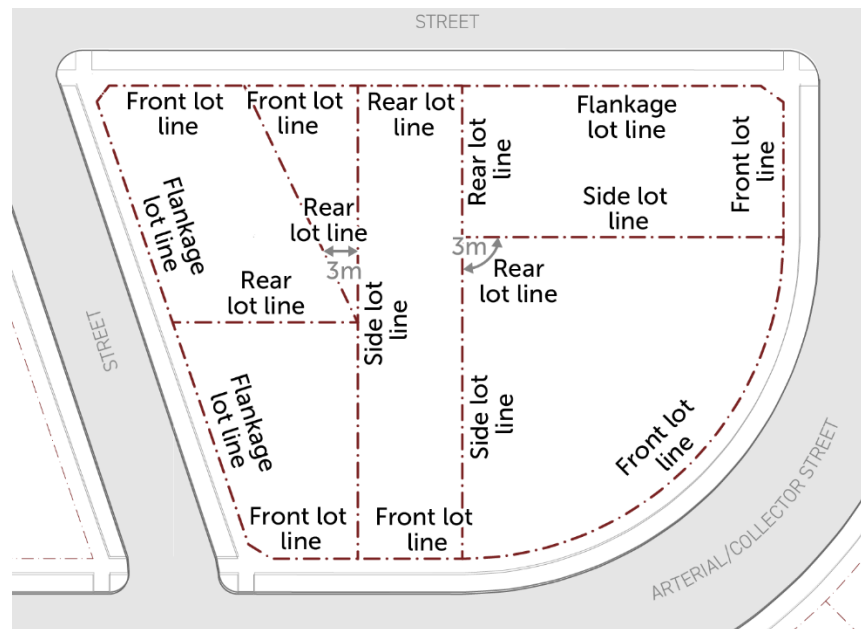 STREET
Front lot
line
Front lot
line
Rear lot
line
Rear lot
line
Flankage
lot line
Front lot
line
Flankage
lot line
Side lot
line
Rear
lot line
3m
3m
Rear
lot line
Rear
lot line
STREET
Side lot
line
Flankage
lot line
Side lot
line
Front lot
line
Front lot
line
Front lot
line
ARTERIAL/COLLECTOR STREET